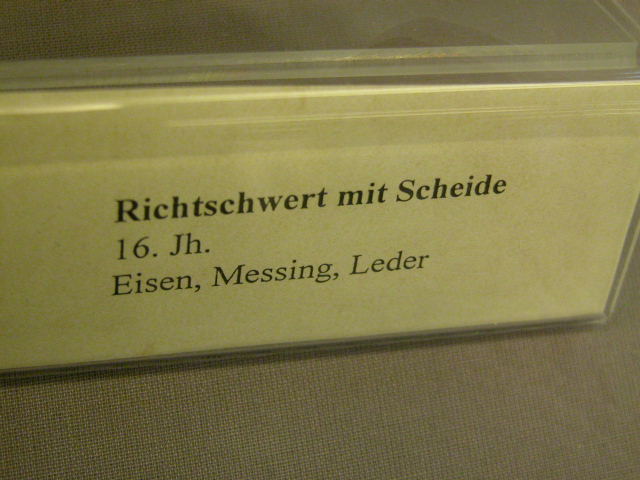 Richtschwert mit Scheide
16. Jh.
Eisen, Messing, Leder